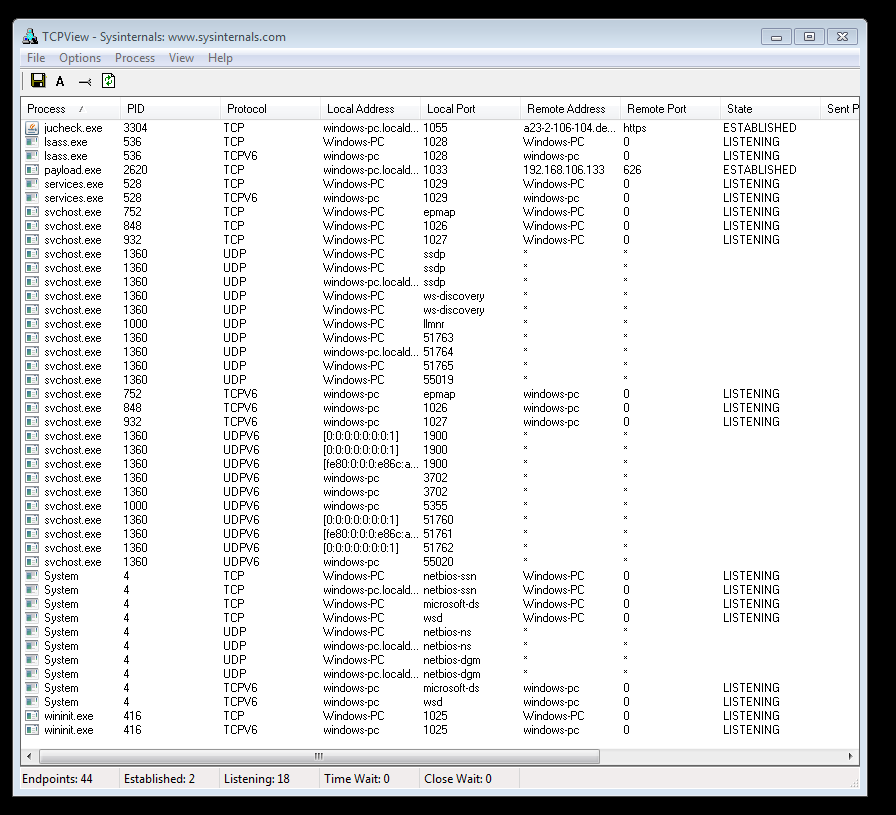 TCPView - Sysinternals: www.sysinternals.com
File Options Process View Help
A
Process / PID Protocol Local Address Local Port Remote Address Remote Port State Sent P
jucheck.exe 3304 TCP windows-pc.locald... 1055 a23-2-106-104.de... https ESTABLISHED
lsass.exe 536 TCP Windows-PC 1028 Windows-PC 0 LISTENING
lsass.exe 536 TCPV6 windows-pc 1028 windows-pc 0 LISTENING
payload.exe 2620 TCP windows-pc.locald... 1033 192.168.106.133 626 ESTABLISHED
services.exe 528 TCP Windows-PC 1029 Windows-PC 0 LISTENING
services.exe 528 TCPV6 windows-pc 1029 windows-pc 0 LISTENING
svchost.exe 752 TCP Windows-PC epmap Windows-PC 0 LISTENING
svchost.exe 848 TCP Windows-PC 1026 Windows-PC 0 LISTENING
svchost.exe 932 TCP Windows-PC 1027 Windows-PC 0 LISTENING
svchost.exe 1360 UDP Windows-PC ssdp * *
svchost.exe 1360 UDP Windows-PC ssdp * *
svchost.exe 1360 UDP windows-pc.locald... ssdp * *
svchost.exe 1360 UDP Windows-PC ws-discovery * *
svchost.exe 1360 UDP Windows-PC ws-discovery * *
svchost.exe 1000 UDP Windows-PC llmnr * *
svchost.exe 1360 UDP Windows-PC 51763 * *
svchost.exe 1360 UDP windows-pc.locald... 51764 * *
svchost.exe 1360 UDP Windows-PC 51765 * *
svchost.exe 1360 UDP Windows-PC 55019 * *
svchost.exe 752 TCPV6 windows-pc epmap windows-pc 0 LISTENING
svchost.exe 848 TCPV6 windows-pc 1026 windows-pc 0 LISTENING
svchost.exe 932 TCPV6 windows-pc 1027 windows-pc 0 LISTENING
svchost.exe 1360 UDPV6 [0:0:0:0:0:0:0:1] 1900 * *
svchost.exe 1360 UDPV6 [0:0:0:0:0:0:0:1] 1900 * *
svchost.exe 1360 UDPV6 [fe80:0:0:0:e86c:a... 1900 * *
svchost.exe 1360 UDPV6 windows-pc 3702 * *
svchost.exe 1360 UDPV6 windows-pc 3702 * *
svchost.exe 1000 UDPV6 windows-pc 5355 * *
svchost.exe 1360 UDPV6 [0:0:0:0:0:0:0:1] 51760 * *
svchost.exe 1360 UDPV6 [fe80:0:0:0:e86c:a... 51761 * *
svchost.exe 1360 UDPV6 [0:0:0:0:0:0:0:1] 51762 * *
svchost.exe 1360 UDPV6 windows-pc 55020 * *
System 4 TCP Windows-PC netbios-ssn Windows-PC 0 LISTENING
System 4 TCP windows-pc.locald... netbios-ssn Windows-PC 0 LISTENING
System 4 TCP Windows-PC microsoft-ds Windows-PC 0 LISTENING
System 4 TCP Windows-PC wsd Windows-PC 0 LISTENING
System 4 UDP Windows-PC netbios-ns * *
System 4 UDP windows-pc.locald... netbios-ns * *
System 4 UDP Windows-PC netbios-dgm * *
System 4 UDP windows-pc.locald... netbios-dgm * *
System 4 TCPV6 windows-pc microsoft-ds windows-pc 0 LISTENING
System 4 TCPV6 windows-pc wsd windows-pc 0 LISTENING
wininit.exe 416 TCP Windows-PC 1025 Windows-PC 0 LISTENING
wininit.exe 416 TCPV6 windows-pc 1025 windows-pc 0 LISTENING
Endpoints: 44 Established: 2 Listening: 18 Time Wait: 0 Close Wait: 0